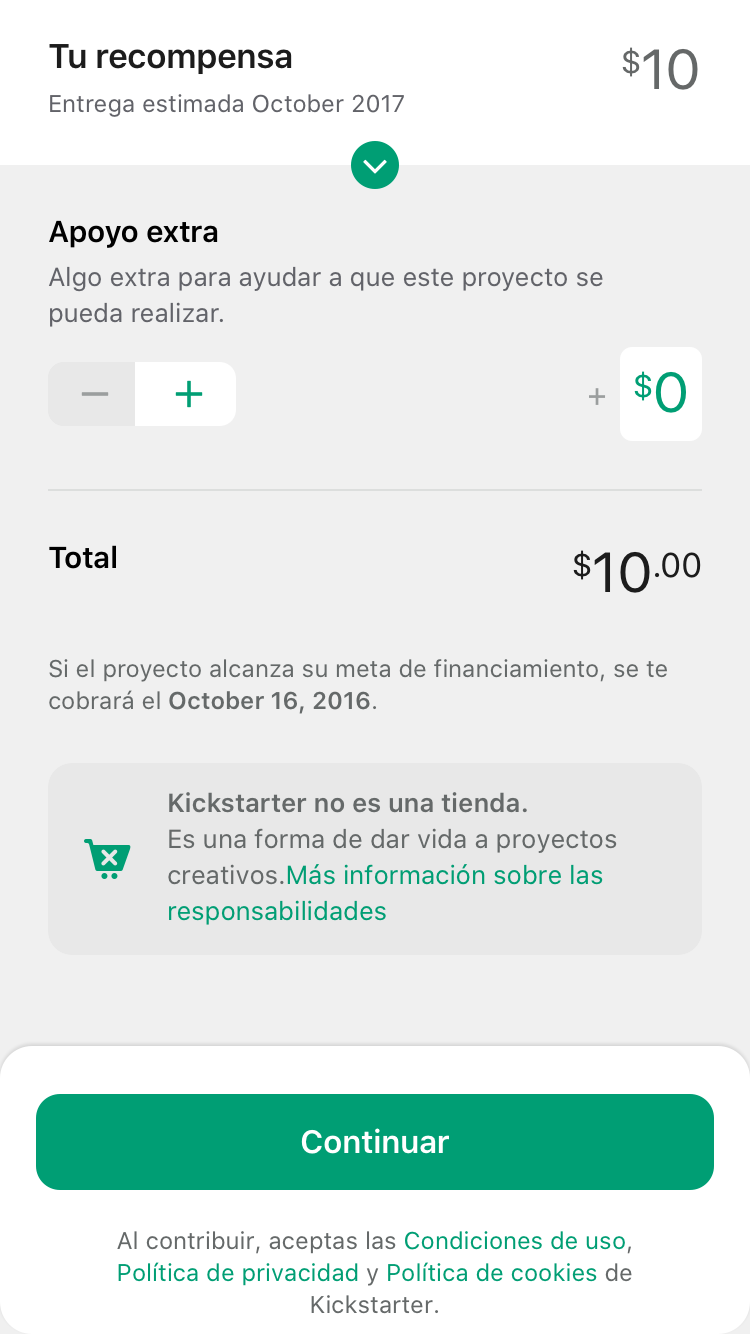 Tu recompensa
$10
Entrega estimada October 2017
Apoyo extra
Algo extra para ayudar a que este proyecto se
pueda realizar.
+ $0
Total
$10.00
Si el proyecto alcanza su meta de financiamiento, se te
cobrará el October 16, 2016.
Kickstarter no es una tienda.
Es una forma de dar vida a proyectos
creativos.Más información sobre las
responsabilidades
Continuar
Al contribuir, aceptas las Condiciones de uso,
Política de privacidad y Política de cookies de
Kickstarter.